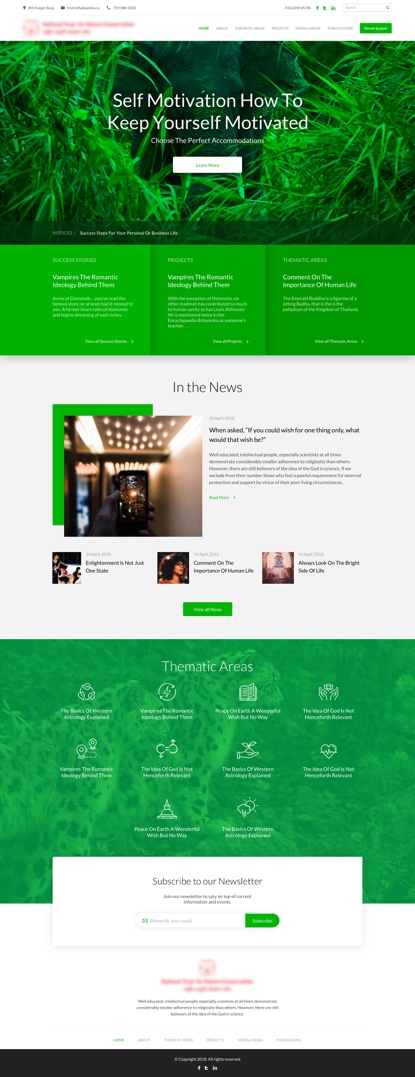 FOLLOW US ON
Search
HOME ABOUT THEMATIC AREAS PROJECTS NEWS & MEDIA PUBLICATIONS
Self Motivation How To
Keep Yourself Motivated
Choose The Perfect Accommodations
Learn More
NOTICES | Success Steps For Your Personal Or Business Life
SUCCESS STORIES
Vampires The Romantic
Ideology Behind Them
Acres of Diamonds... you've read the
famous story, or at least had it related to
you. A farmer hears tales of diamonds
and begins dreaming of vast riches.
View all Success Stories
PROJECTS
Vampires The Romantic
Ideology Behind Them
With the exception of Nietzsche, no
other madman has contributed so much
to human sanity as has Louis Althusser.
He is mentioned twice in the
Encyclopaedia Britannica as someone's
teacher.
View all Projects
THEMATIC AREAS
Comment On The
Importance Of Human Life
The Emerald Buddha is a figurine of a
sitting Budha, that is the is the
palladium of the Kingdom of Thailand.
View all Thematic Areas
In the News
24 April, 2018
When asked, "If you could wish for one thing only, what
would that wish be?"
Well educated, intellectual people, especially scientists at all times
demonstrate considerably smaller adherence to religiosity than others.
However, there are still believers of the idea of the God in science. If we
exclude from their number those who feel a painful requirement for external
protection and support by virtue of their poor living circumstances.
Read More
24 April, 2018
Enlightenment Is Not Just
One State
24 April, 2018
Comment On The
Importance Of Human Life
24 April, 2018
Always Look On The Bright
Side Of Life
View all News
Thematic Areas
The Basics Of Western
Astrology Explained
Vampires The Romantic
Ideology Behind Them
Peace On Earth A Wonderful
Wish But No Way
The Idea Of God Is Not
Henceforth Relevant
Vampires The Romantic
Ideology Behind Them
The Idea Of God Is Not
Henceforth Relevant
The Basics Of Western
Astrology Explained
The Idea Of God Is Not
Henceforth Relevant
Peace On Earth A Wonderful
Wish But No Way
The Basics Of Western
Astrology Explained
Subscribe to our Newsletter
Join our newsletter to saty on top of current
information and events.
Please fill your email
Subscribe
Well educated, intellectual people, especially scientists at all times demonstrate
considerably smaller adherence to religiosity than others. However, there are still
believers of the idea of the God in science.
HOME ABOUT THEMATIC AREAS PROJECTS NEWS & MEDIA PUBLICATIONS
© Copyright 2018. All rights reserved